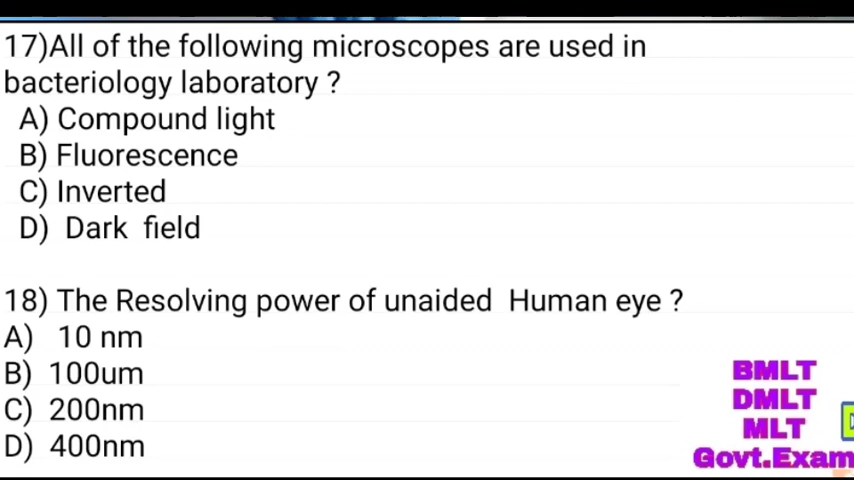 17)All of the following microscopes are used in
bacteriology laboratory ?
A) Compound light
B) Fluorescence
C) Inverted
D) Dark field
18) The Resolving power of unaided Human eye ?
A) 10 nm
B) 100um
C) 200nm
D) 400nm
BMLT
DMLT
MLT
Govt.Exam